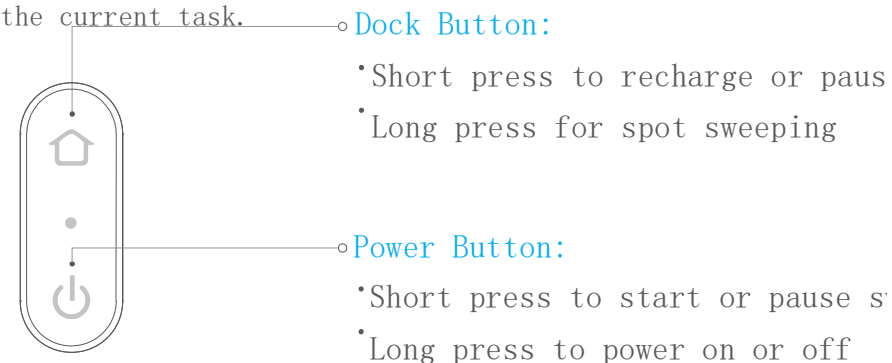 the current task.
Dock Button:
·Short press to recharge or paus
·Long press for spot sweeping
Power Button:
·Short press to start or pause
·Long press to power on or off